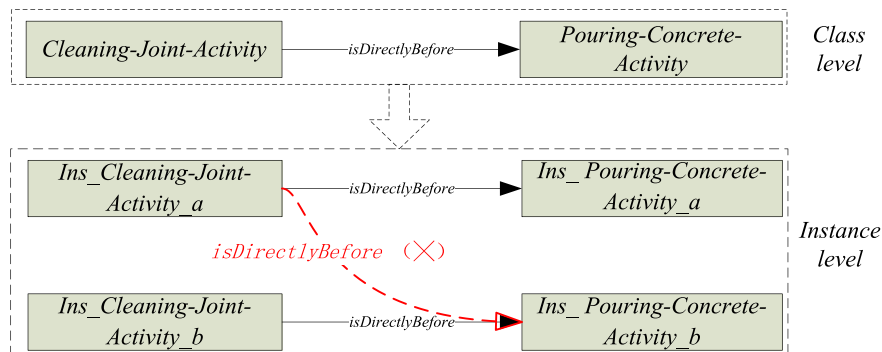 Cleaning-Joint-Activity
isDirectlyBefore
Pouring-Concrete-
Activity
Class
level
Ins_Cleaning-Joint-
Activity_a
isDirectlyBefore
Ins_ Pouring-Concrete-
Activity_a
isDirectlyBefore （×）
Instance
level
Ins_Cleaning-Joint-
Activity_b
isDirectlyBefore
Ins_ Pouring-Concrete-
Activity_b